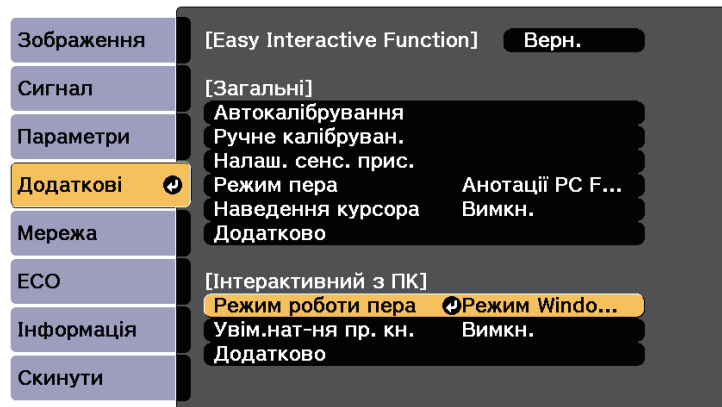 Зображення
Сигнал
Параметри
Додаткові
Мережа
ECO
Інформація
Скинути
[Easy Interactive Function] Верн.
[Загальні]
Автокалібрування
Ручне калібруван.
Налаш. сенс. прис.
Режим пера Анотації PC F...
Наведення курсора Вимкн.
Додатково
[Інтерактивний з ПК]
Режим роботи пера Режим Windo...
Увім.нат-ня пр. кн. Вимкн.
Додатково